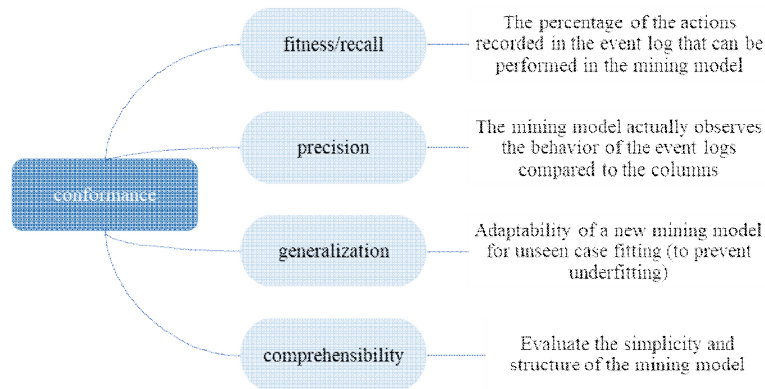 conformance
fitness/recall
The percentage of the actions
recorded in the event log that can be
performed in the mining model
precision
The mining model actually observes
the behavior of the event logs
compared to the columns
generalization
Adaptability of a new mining model
for unseen case fitting (to prevent
underfitting)
comprehensibility
Evaluate the simplicity and
structure of the mining model